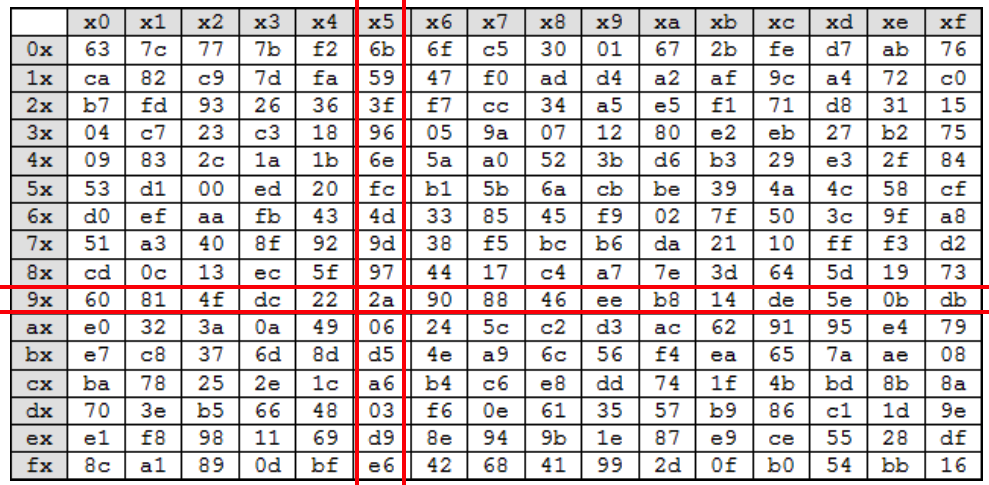 x0 x1 x2 x3 x4 x5 x6 x7 x8 x9 xa xb xc xd xe xf
0x 63 7c 77 7b f2 6b 6f c5 30 01 67 2b fe d7 ab 76
1x ca 82 c9 7d fa 59 47 f0 ad d4 a2 af 9c a4 72 c0
2x b7 fd 93 26 36 3f f7 cc 34 a5 e5 f1 71 d8 31 15
3x 04 c7 23 c3 18 96 05 9a 07 12 80 e2 eb 27 b2 75
4x 09 83 2c 1a 1b 6e 5a a0 52 3b d6 b3 29 e3 2f 84
5x 53 d1 00 ed 20 fc b1 5b 6a cb be 39 4a 4c 58 cf
6x d0 ef aa fb 43 4d 33 85 45 f9 02 7f 50 3c 9f a8
7x 51 a3 40 8f 92 9d 38 f5 bc b6 da 21 10 ff f3 d2
8x cd 0c 13 ec 5f 97 44 17 c4 a7 7e 3d 64 5d 19 73
9x 60 81 4f dc 22 2a 90 88 46 ee b8 14 de 5e 0b db
ax e0 32 3a 0a 49 06 24 5c c2 d3 ac 62 91 95 e4 79
bx e7 c8 37 6d 8d d5 4e a9 6c 56 f4 ea 65 7a ae 08
cx ba 78 25 2e 1c a6 b4 c6 e8 dd 74 1f 4b bd 8b 8a
dx 70 3e b5 66 48 03 f6 0e 61 35 57 b9 86 c1 1d 9e
ex e1 f8 98 11 69 d9 8e 94 9b 1e 87 e9 ce 55 28 df
fx 8c a1 89 0d bf e6 42 68 41 99 2d 0f b0 54 bb 16